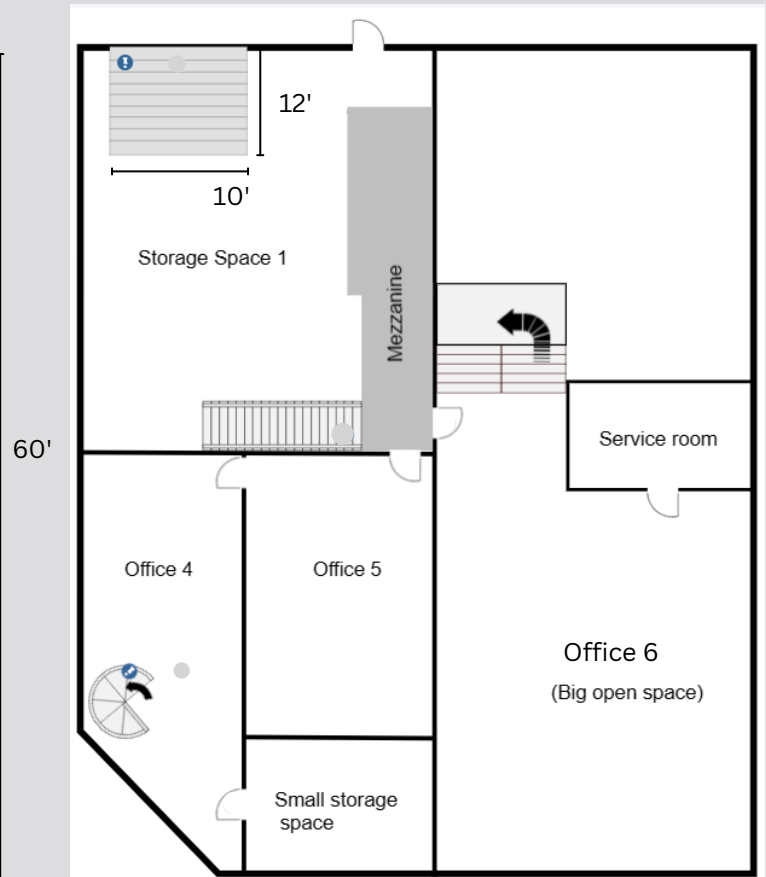 12'
10'
Storage Space 1
Mezzanine
60'
Service room
Office 4
Office 5
Office 6
(Big open space)
Small storage
space